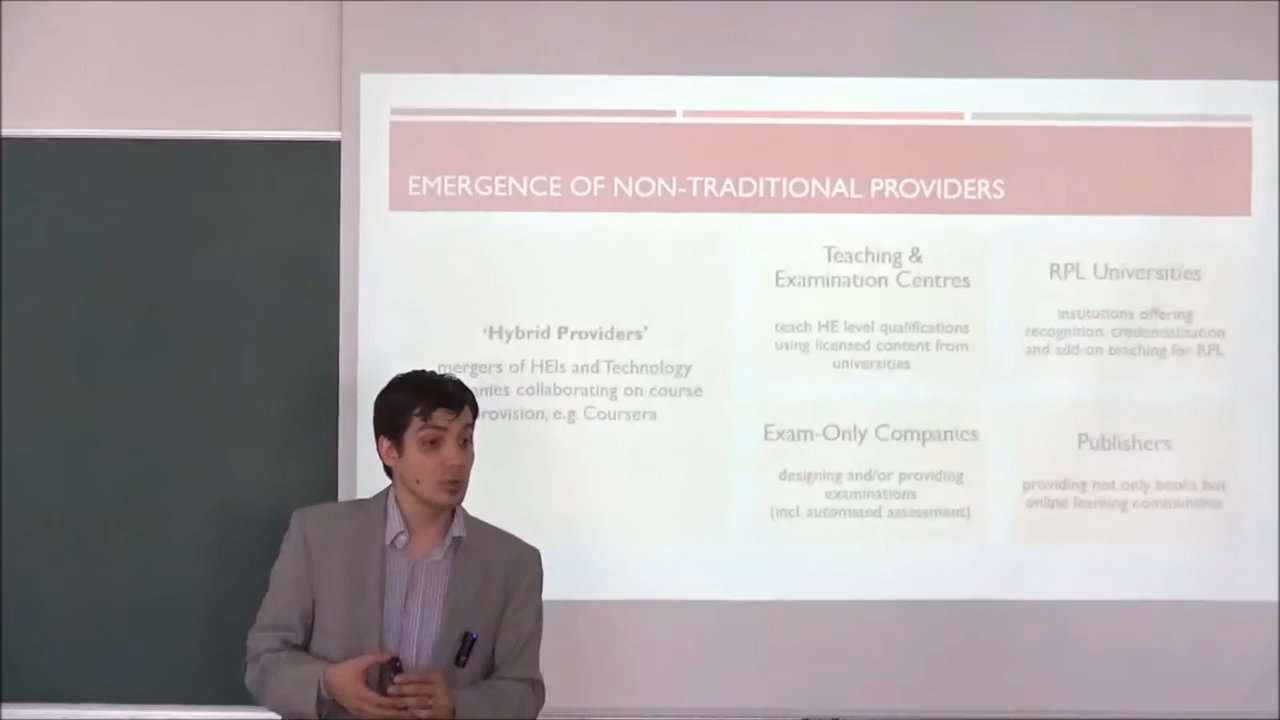 EMERGENCE OF NON-TRADITIONAL PROVIDERS
'Hybrid Providers'
mergers of HEIs and Technology
collaborating on course
provision, e.g. Coursera
Teaching &
Examination Centres
teach HE level qualifications
using licensed content from
universities
Exam-Only Companies
designing and/or providing
examinations
(incl. automated assessment)
RPL Universities
institutions offering
recognition, credentialisation
and add-on teaching for RPL
Publishers
providing not only books but
online learning communities